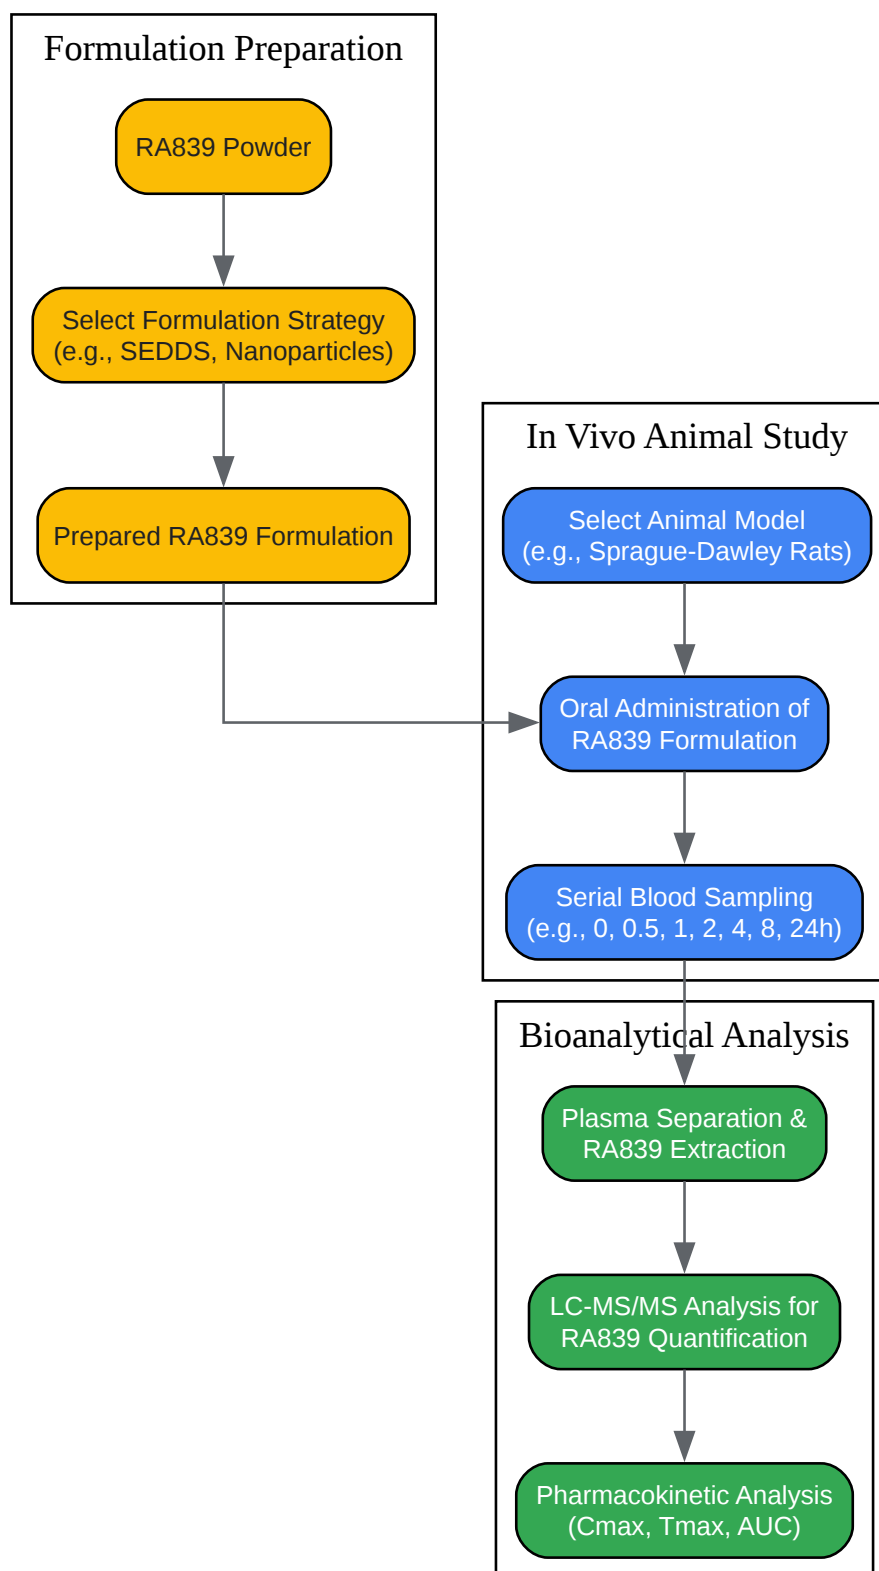 Formulation Preparation
RA839 Powder
Select Formulation Strategy
(e.g., SEDDS, Nanoparticles)
Prepared RA839 Formulation
In Vivo Animal Study
Select Animal Model
(e.g., Sprague-Dawley Rats)
Oral Administration of
RA839 Formulation
Serial Blood Sampling
(e.g., 0, 0.5, 1, 2, 4, 8, 24h)
Bioanalytical Analysis
Plasma Separation &
RA839 Extraction
LC-MS/MS Analysis for
RA839 Quantification
Pharmacokinetic Analysis
(Cmax, Tmax, AUC)